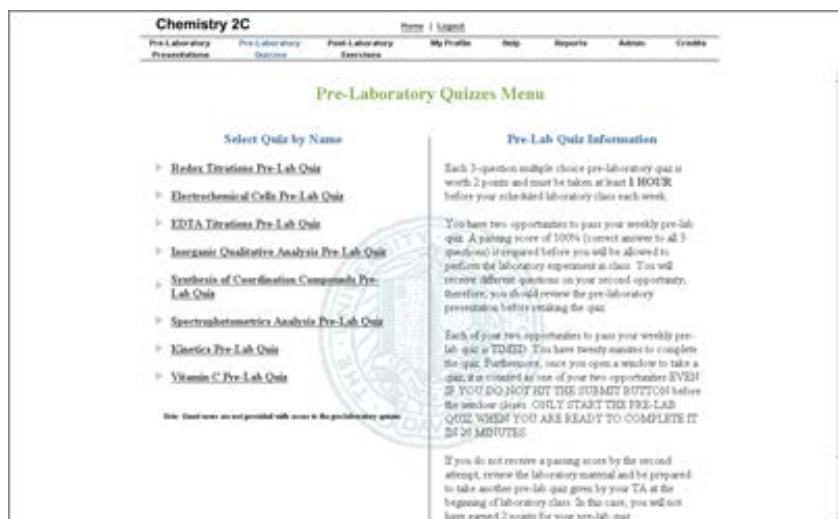 Chemistry 2C
Home | Logout
Pre-Laboratory Presentations
Pre-Laboratory Quizzes
Post-Laboratory Exercises
My Profile
Help
Reports
Admin
Credits
Pre-Laboratory Quizzes Menu
Select Quiz by Name
Redox Titrations Pre-Lab Quiz
Electrochemical Cells Pre-Lab Quiz
EDTA Titrations Pre-Lab Quiz
Inorganic Qualitative Analysis Pre-Lab Quiz
Synthesis of Coordination Compounds Pre-
Lab Quiz
Spectrophotometrics Analysis Pre-Lab Quiz
Kinetics Pre-Lab Quiz
Vitamin C Pre-Lab Quiz
Note: Guest users are not provided with access to the pre-laboratory quizzes
Pre-Lab Quiz Information
Each 3-question multiple choice pre-laboratory quiz is
worth 2 points and must be taken at least 1 HOUR
before your scheduled laboratory class each week.
You have two opportunities to pass your weekly pre-lab
quiz. A passing score of 100% (correct answer to all 3
questions) is required before you will be allowed to
perform the laboratory experiment in class. You will
receive different questions on your second opportunity,
therefore, you should review the pre-laboratory
presentation before retaking the quiz.
Each of your two opportunities to pass your weekly pre-
lab quiz is TIMED. You have twenty minutes to complete
the quiz. Furthermore, once you open a window to take a
quiz, it is counted as one of your two opportunities EVEN
IF YOU DO NOT HIT THE SUBMIT BUTTON before
the window closes. ONLY START THE PRE-LAB
QUIZ WHEN YOU ARE READY TO COMPLETE IT
IN 20 MINUTES.
If you do not receive a passing score by the second
attempt, review the laboratory material and be prepared
to take another pre-lab quiz given by your TA at the
beginning of laboratory class. In this case, you will not
have earned 2 points for your pre-lab quiz.